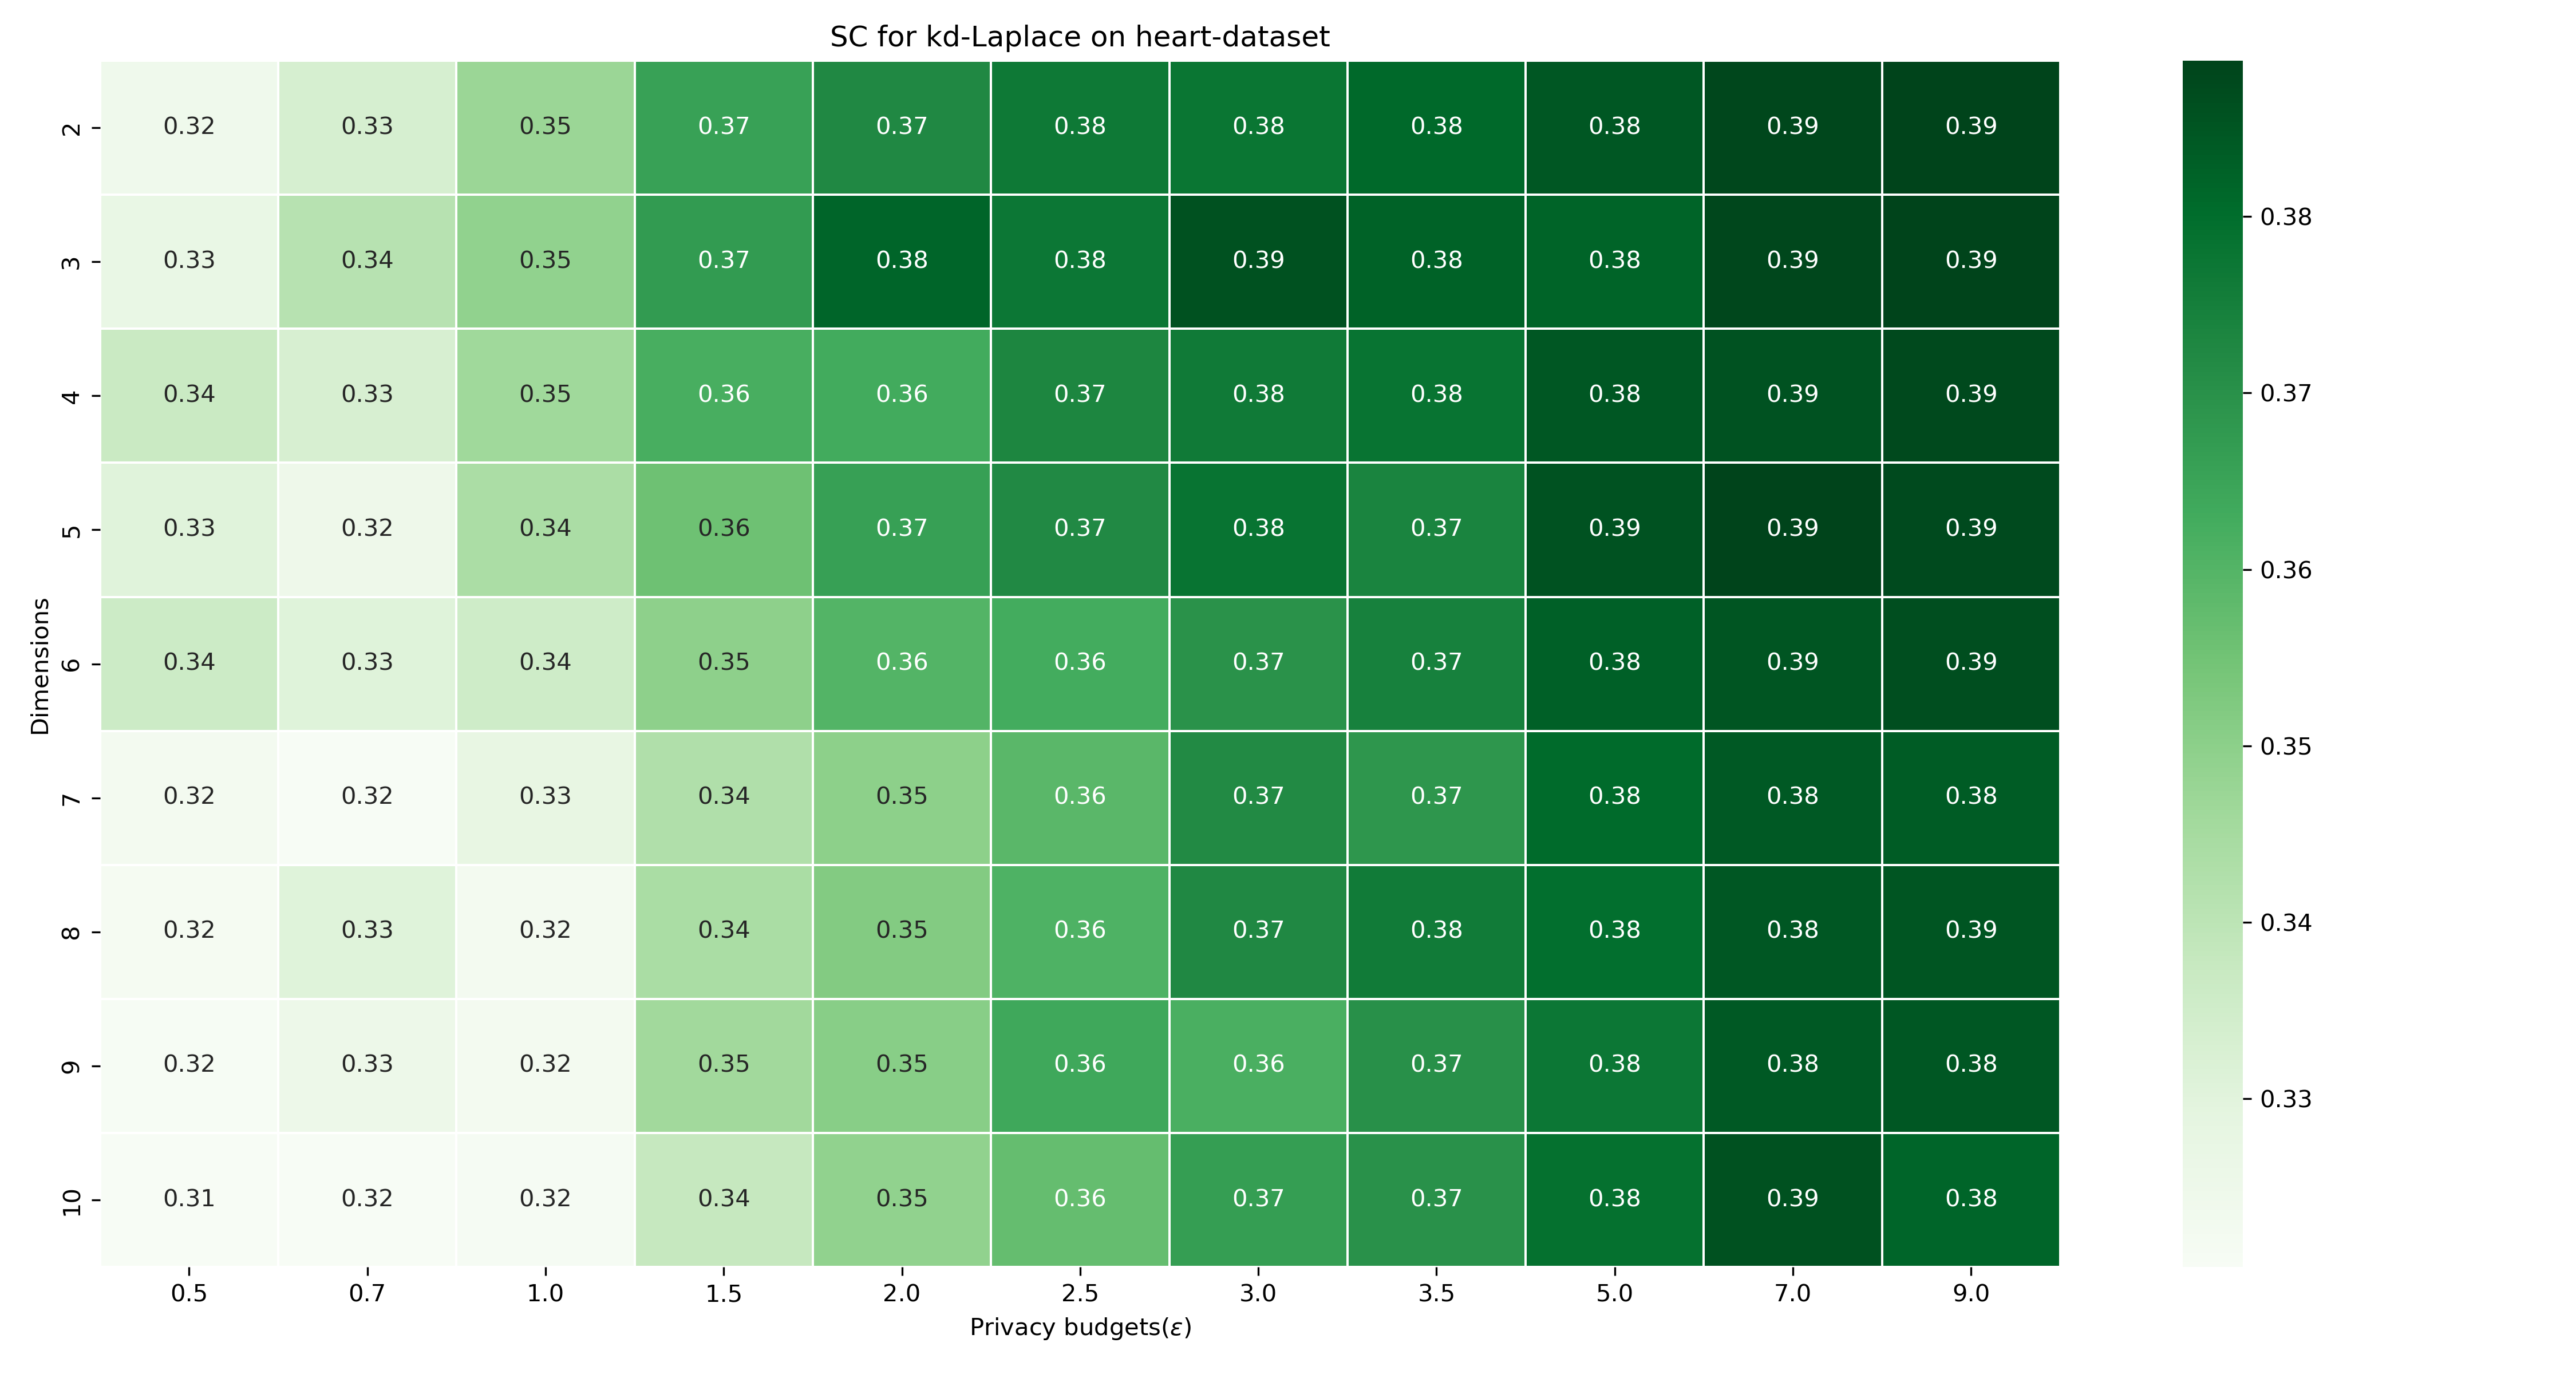 SC for kd-Laplace on heart-dataset
2 0.32 0.33 0.35 0.37 0.37 0.38 0.38 0.38 0.38 0.39 0.39
3 0.33 0.34 0.35 0.37 0.38 0.38 0.39 0.38 0.38 0.39 0.39
4 0.34 0.33 0.35 0.36 0.36 0.37 0.38 0.38 0.38 0.39 0.39
5 0.33 0.32 0.34 0.36 0.37 0.37 0.38 0.37 0.39 0.39 0.39
6 0.34 0.33 0.34 0.35 0.36 0.36 0.37 0.37 0.38 0.39 0.39
7 0.32 0.32 0.33 0.34 0.35 0.36 0.37 0.37 0.38 0.38 0.38
8 0.32 0.33 0.32 0.34 0.35 0.36 0.37 0.38 0.38 0.38 0.39
9 0.32 0.33 0.32 0.35 0.35 0.36 0.36 0.37 0.38 0.38 0.38
10 0.31 0.32 0.32 0.34 0.35 0.36 0.37 0.37 0.38 0.39 0.38
0.5 0.7 1.0 1.5 2.0 2.5 3.0 3.5 5.0 7.0 9.0
Privacy budgets(ε)
Dimensions
0.38
0.37
0.36
0.35
0.34
0.33